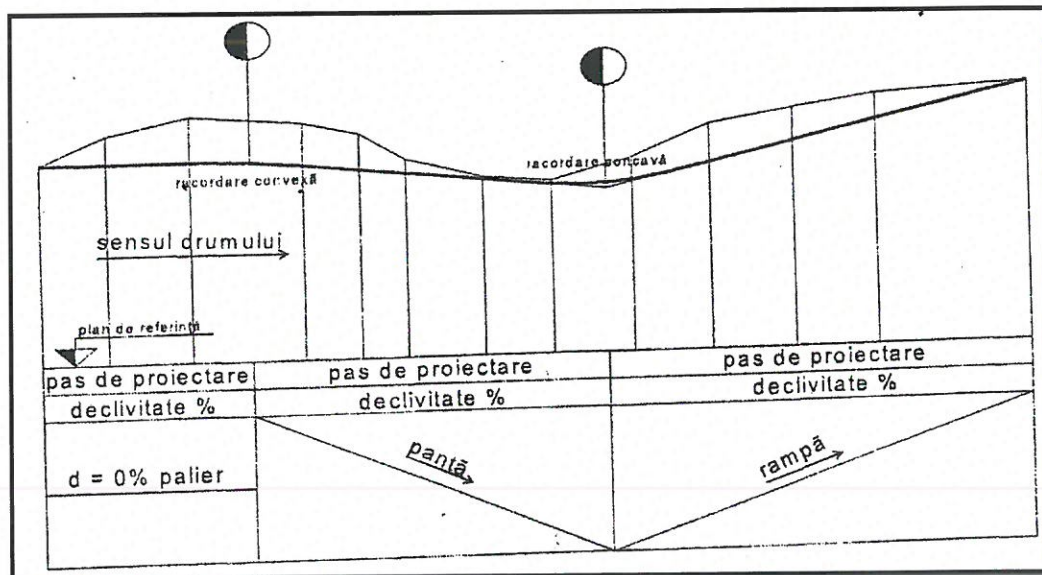 racordare concavă
racordare convexă
sensul drumului
plan de referință
pas de proiectare pas de proiectare pas de proiectare
declivitate % declivitate % declivitate %
d = 0% palier
pantă
rampă